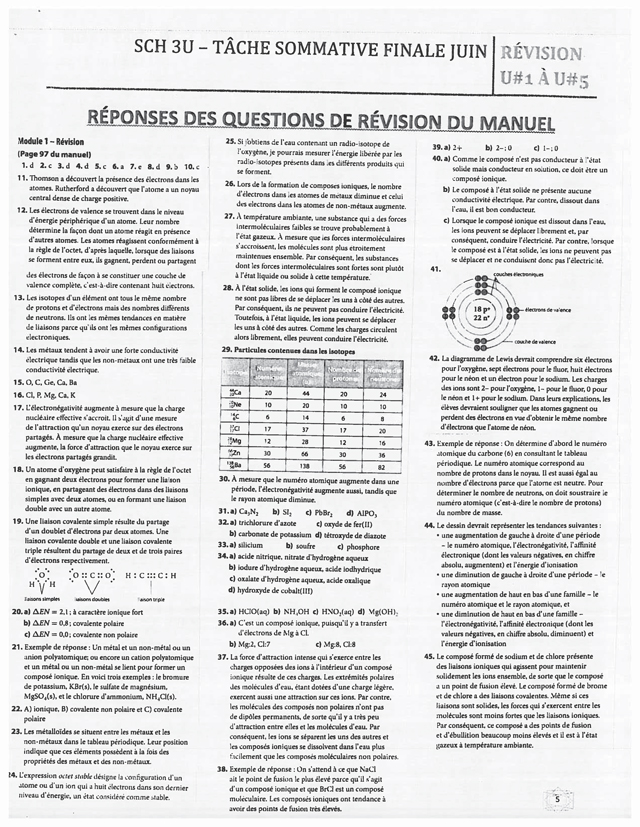 SCH 3U – TÂCHE SOMMATIVE FINALE JUIN
RÉVISION
U#1 À U#5
RÉPONSES DES QUESTIONS DE RÉVISION DU MANUEL
Module 1 – Révision
(Page 97 du manuel)
1. d 2. c 3. d 4. d 5. c 6. a 7. e 8. d 9. b 10. c
11. Thomson a découvert la présence des électrons dans les
atomes. Rutherford a découvert que l'atome a un noyau
central dense de charge positive.
12. Les électrons de valence se trouvent dans le niveau
d'énergie périphérique d'un atome. Leur nombre
détermine la façon dont un atome réagit en présence
d'autres atomes. Les atomes réagissent conformément à
la règle de l'octet, d'après laquelle, lorsque des liaisons
se forment entre eux, ils gagnent, perdent ou partagent
des électrons de façon à se constituer une couche de
valence complète, c'est-à-dire contenant huit électrons.
13. Les isotopes d'un élément ont tous le même nombre
de protons et d'électrons mais des nombres différents
de neutrons. Ils ont les mêmes tendances en matière
de liaisons parce qu'ils ont les mêmes configurations
électroniques.
14. Les métaux tendent à avoir une forte conductivité
électrique tandis que les non-métaux ont une très faible
conductivité électrique.
15. O, C, Ge, Ca, Ba
16. Cl, P, Mg, Ca, K
17. L'électronégativité augmente à mesure que la charge
nucléaire effective s'accroît. Il s'agit d'une mesure
de l'attraction qu'un noyau exerce sur des électrons
partagés. À mesure que la charge nucléaire effective
augmente, la force d'attraction que le noyau exerce sur
les électrons partagés grandit.
18. Un atome d'oxygène peut satisfaire à la règle de l'octet
en gagnant deux électrons pour former une liaison
ionique, en partageant des électrons dans des liaisons
simples avec deux atomes, ou en formant une liaison
double avec un autre atome.
19. Une liaison covalente simple résulte du partage
d'un doublet d'électrons par deux atomes. Une
liaison covalente double et une liaison covalente
triple résultent du partage de deux et de trois paires
d'électrons respectivement.
O O::C::O H:C:::C:H
H H
liaisons simples liaisons doubles liaison triple
20. a) ΔEN = 2,1; à caractère ionique fort
b) ΔEN = 0,8; covalente polaire
c) ΔEN = 0,0; covalente non polaire
21. Exemple de réponse : Un métal et un non-métal ou un
anion polyatomique; ou encore un cation polyatomique
et un métal ou un non-métal se lient pour former un
composé ionique. En voici trois exemples : le bromure
de potassium, KBr(s), le sulfate de magnésium,
MgSO₄(s), et le chlorure d'ammonium, NH₄Cl(s).
22. A) ionique, B) covalente non polaire et C) covalente
polaire
23. Les métalloïdes se situent entre les métaux et les
non-métaux dans le tableau périodique. Leur position
indique que ces éléments possèdent à la fois des
propriétés des métaux et des non-métaux.
24. L'expression octet stable désigne la configuration d'un
atome ou d'un ion qui a huit électrons dans son dernier
niveau d'énergie, un état considéré comme stable.
25. Si j'obtiens de l'eau contenant un radio-isotope de
l'oxygène, je pourrais mesurer l'énergie libérée par les
radio-isotopes présents dans les différents produits qui
se forment.
26. Lors de la formation de composés ioniques, le nombre
d'électrons dans les atomes de métaux diminue et celui
des électrons dans les atomes de non-métaux augmente.
27. À température ambiante, une substance qui a des forces
intermoléculaires faibles se trouve probablement à
l'état gazeux. À mesure que les forces intermoléculaires
s'accroissent, les molécules sont plus étroitement
maintenues ensemble. Par conséquent, les substances
dont les forces intermoléculaires sont fortes sont plutôt
à l'état liquide ou solide à cette température.
28. À l'état solide, les ions qui forment le composé ionique
ne sont pas libres de se déplacer les uns à côté des autres.
Par conséquent, ils ne peuvent pas conduire l'électricité.
Toutefois, à l'état liquide, les ions peuvent se déplacer
les uns à côté des autres. Comme les charges circulent
alors librement, elles peuvent conduire l'électricité.
29. Particules contenues dans les isotopes
Ca 20 44 20 24
Ne 10 20 10 10
C 6 14 6 8
Cl 17 37 17 20
Mg 12 28 12 16
Zn 30 66 30 36
Ba 56 138 56 82
30. À mesure que le numéro atomique augmente dans une
période, l'électronégativité augmente aussi, tandis que
le rayon atomique diminue.
31. a) Ca₃N₂ b) SI₂ c) PbBr₂ d) AlPO₃
32. a) trichlorure d'azote c) oxyde de fer(II)
b) carbonate de potassium d) tétroxyde de diazote
33. a) silicium b) soufre c) phosphore
34. a) acide nitrique, nitrate d'hydrogène aqueux
b) iodure d'hydrogène aqueux, acide iodhydrique
c) oxalate d'hydrogène aqueux, acide oxalique
d) hydroxyde de cobalt(III)
35. a) HClO(aq) b) NH₄OH c) HNO₂(aq) d) Mg(OH)₂
36. a) C'est un composé ionique, puisqu'il y a transfert
d'électrons de Mg à Cl.
b) Mg:2, Cl:7 c) Mg:8, Cl:8
37. La force d'attraction intense qui s'exerce entre les
charges opposées des ions à l'intérieur d'un composé
ionique résulte de ces charges. Les extrémités polaires
des molécules d'eau, étant dotées d'une charge légère,
exercent aussi une attraction sur ces ions. Par contre,
les molécules des composés non polaires n'ont pas
de dipôles permanents, de sorte qu'il y a très peu
d'attraction entre elles et les molécules d'eau. Par
conséquent, les ions se séparent les uns des autres et
les composés ioniques se dissolvent dans l'eau plus
facilement que les composés moléculaires non polaires.
38. Exemple de réponse : On s'attend à ce que NaCl
ait le point de fusion le plus élevé parce qu'il s'agit
d'un composé ionique et que BrCl est un composé
moléculaire. Les composés ioniques ont tendance à
avoir des points de fusion très élevés.
39. a) 2+ b) 2–; 0 c) 1–; 0
40. a) Comme le composé n'est pas conducteur à l'état
solide mais conducteur en solution, ce doit être un
composé ionique.
b) Le composé à l'état solide ne présente aucune
conductivité électrique. Par contre, dissout dans
l'eau, il est bon conducteur.
c) Lorsque le composé ionique est dissout dans l'eau,
les ions peuvent se déplacer librement et, par
conséquent, conduire l'électricité. Par contre, lorsque
le composé est à l'état solide, les ions ne peuvent pas
se déplacer et ne conduisent donc pas l'électricité.
41.
couches électroniques
18 p⁺
22 n⁰
électrons de valence
couche de valence
42. La diagramme de Lewis devrait comprendre six électrons
pour l'oxygène, sept électrons pour le fluor, huit électrons
pour le néon et un électron pour le sodium. Les charges
des ions sont 2– pour l'oxygène, 1– pour le fluor, 0 pour
le néon et 1+ pour le sodium. Dans leurs explications, les
élèves devraient souligner que les atomes gagnent ou
perdent des électrons en vue d'obtenir le même nombre
d'électrons que l'atome de néon.
43. Exemple de réponse : On détermine d'abord le numéro
atomique du carbone (6) en consultant le tableau
périodique. Le numéro atomique correspond au
nombre de protons dans le noyau. Il est aussi égal au
nombre d'électrons parce que l'atome est neutre. Pour
déterminer le nombre de neutrons, on doit soustraire le
numéro atomique (c'est-à-dire le nombre de protons)
du nombre de masse.
44. Le dessin devrait représenter les tendances suivantes :
• une augmentation de gauche à droite d'une période
– le numéro atomique, l'électronégativité, l'affinité
électronique (dont les valeurs négatives, en chiffre
absolu, augmentent) et l'énergie d'ionisation
• une diminution de gauche à droite d'une période – le
rayon atomique
• une augmentation de haut en bas d'une famille – le
numéro atomique et le rayon atomique, et
• une diminution de haut en bas d'une famille –
l'électronégativité, l'affinité électronique (dont les
valeurs négatives, en chiffre absolu, diminuent) et
l'énergie d'ionisation
45. Le composé formé de sodium et de chlore présente
des liaisons ioniques qui agissent pour maintenir
solidement les ions ensemble, de sorte que le composé
a un point de fusion élevé. Le composé formé de brome
et de chlore a des liaisons covalentes. Même si ces
liaisons sont solides, les forces qui s'exercent entre les
molécules sont moins fortes que les liaisons ioniques.
Par conséquent, ce composé a des points de fusion
et d'ébullition beaucoup moins élevés et il est à l'état
gazeux à température ambiante.
5